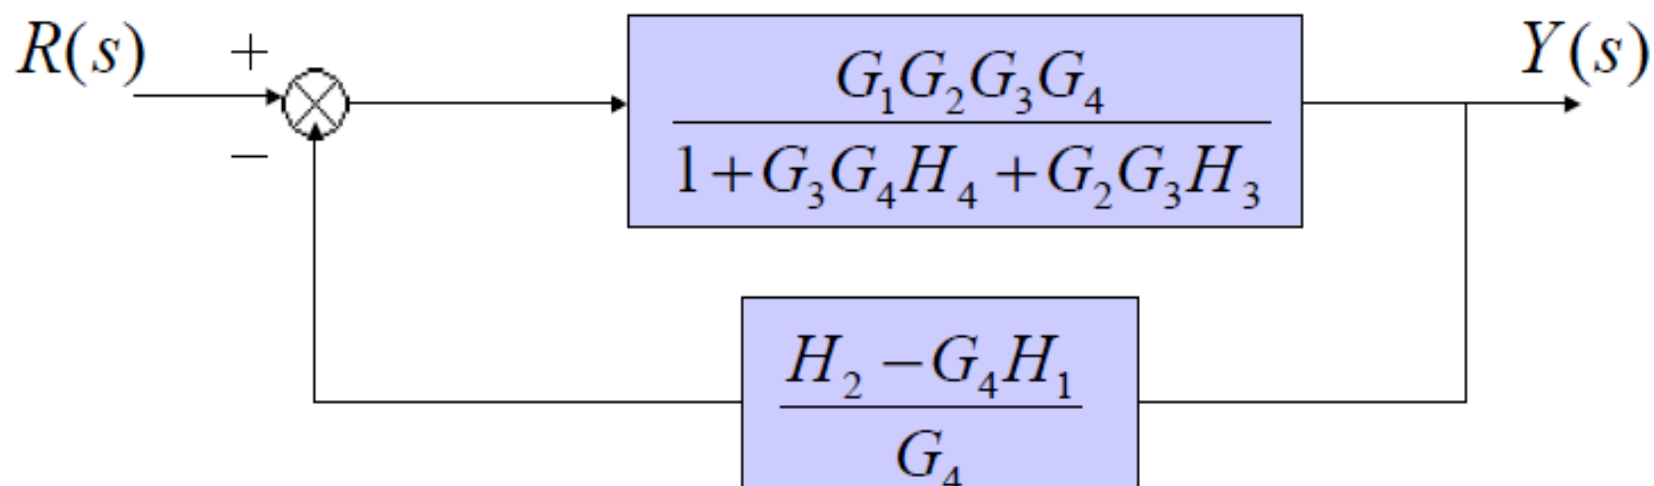 R(s) + Y(s)
G₁G₂G₃G₄
1+G₃G₄H₄+G₂G₃H₃
−
H₂−G₄H₁
G₄